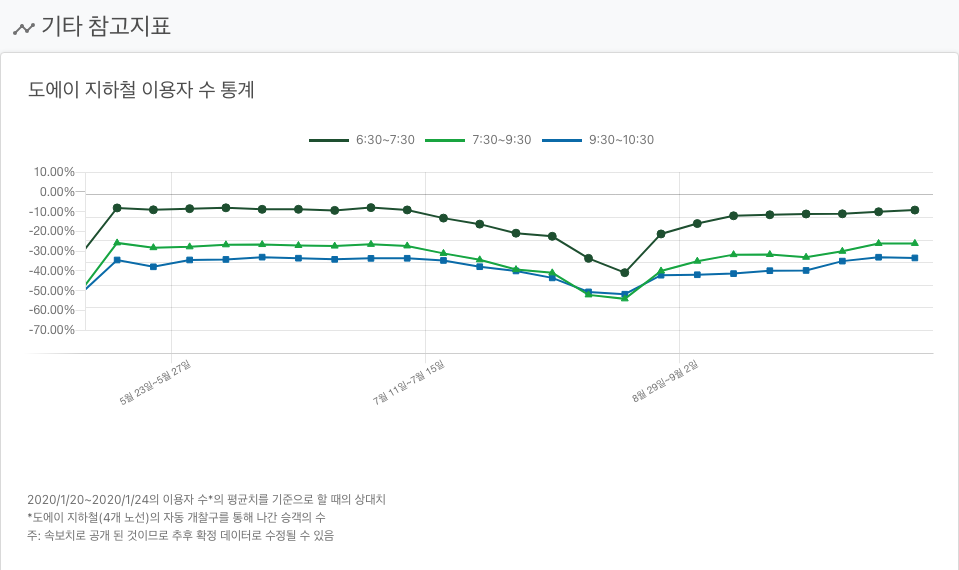 기타 참고지표
도에이 지하철 이용자 수 통계
6:30~7:30 7:30~9:30 9:30~10:30
10.00%
0.00%
-10.00%
-20.00%
-30.00%
-40.00%
-50.00%
-60.00%
-70.00%
5월 23일~5월 27일 7월 11일~7월 15일 8월 29일~9월 2일
2020/1/20~2020/1/24의 이용자 수*의 평균치를 기준으로 할 때의 상대치
*도에이 지하철(4개 노선)의 자동 개찰구를 통해 나간 승객의 수
주: 속보치로 공개 된 것이므로 추후 확정 데이터로 수정될 수 있음